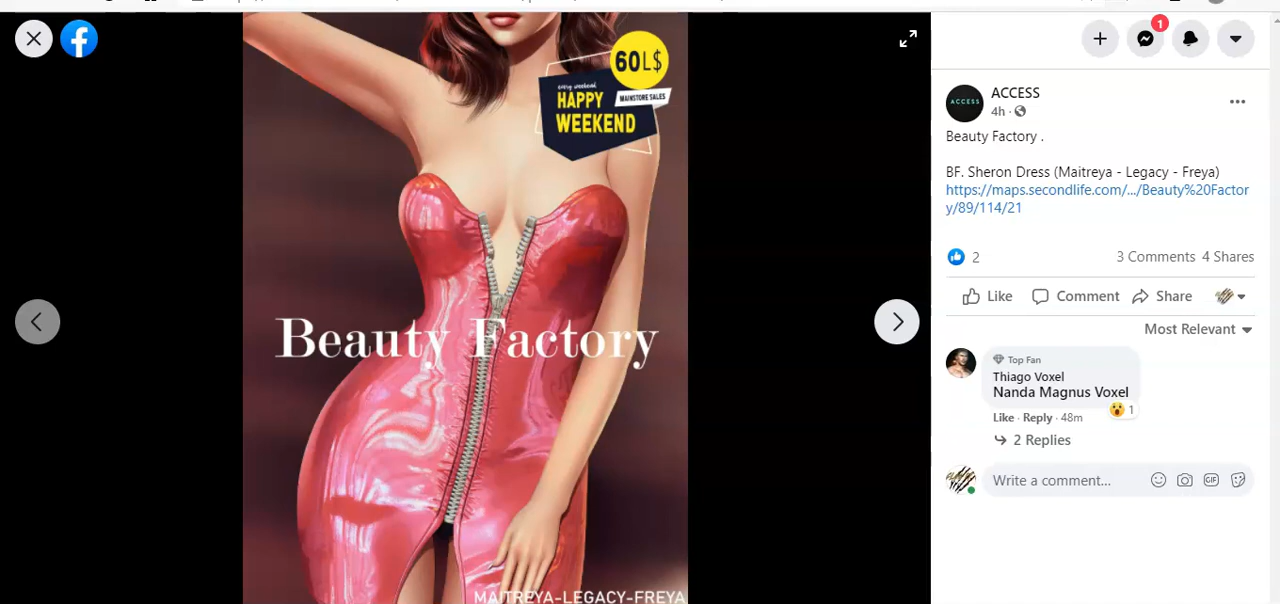 60L$
every weekend
HAPPY
WEEKEND
MAINSTORE SALES
Beauty Factory
MAITREYA-LEGACY-FREYA
1
ACCESS
ACCESS
4h ·
Beauty Factory .
BF. Sheron Dress (Maitreya - Legacy - Freya)
https://maps.secondlife.com/.../Beauty%20Factor
y/89/114/21
2
3 Comments 4 Shares
Like Comment Share
Most Relevant
Top Fan
Thiago Voxel
Nanda Magnus Voxel
1
Like · Reply · 48m
2 Replies
Write a comment...
GIF